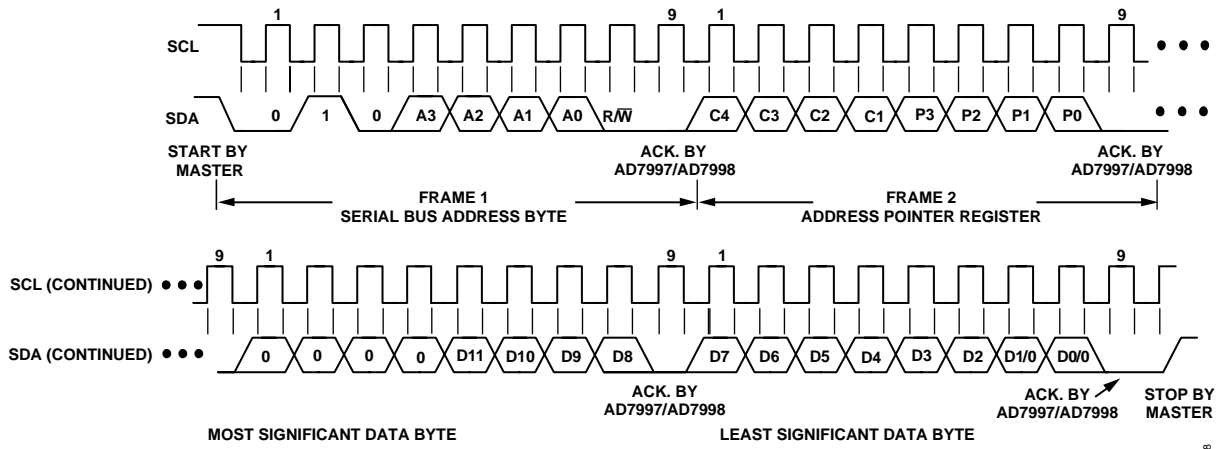 1 9 1 9
SCL
SDA 0 1 0 A3 A2 A1 A0 R/W̅ C4 C3 C2 C1 P3 P2 P1 P0
START BY
MASTER
ACK. BY
AD7997/AD7998
ACK. BY
AD7997/AD7998
FRAME 1
SERIAL BUS ADDRESS BYTE
FRAME 2
ADDRESS POINTER REGISTER
9 1 9 1 9
SCL (CONTINUED)
SDA (CONTINUED) 0 0 0 0 D11 D10 D9 D8 D7 D6 D5 D4 D3 D2 D1/0 D0/0
ACK. BY
AD7997/AD7998
ACK. BY
AD7997/AD7998
STOP BY
MASTER
MOST SIGNIFICANT DATA BYTE
LEAST SIGNIFICANT DATA BYTE
8